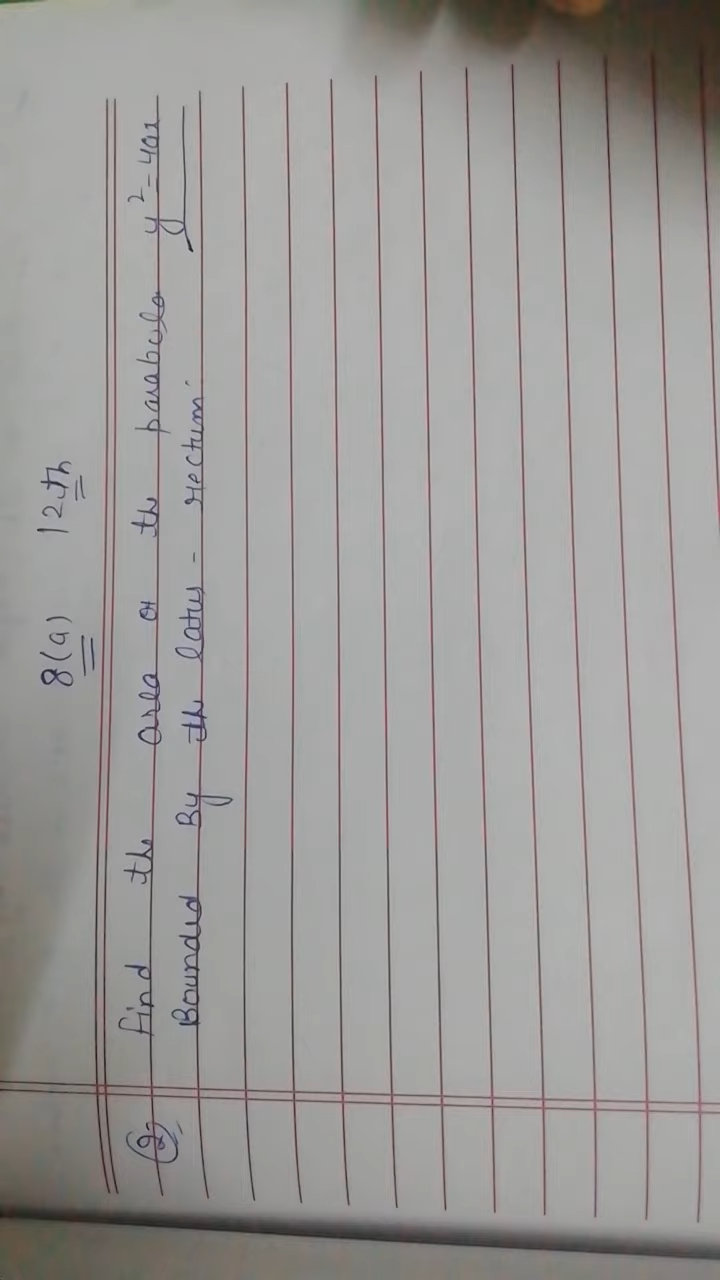 8(a) 12th
Q. find the area of the parabola y² = 4ax
Bounded By the latus - rectum.